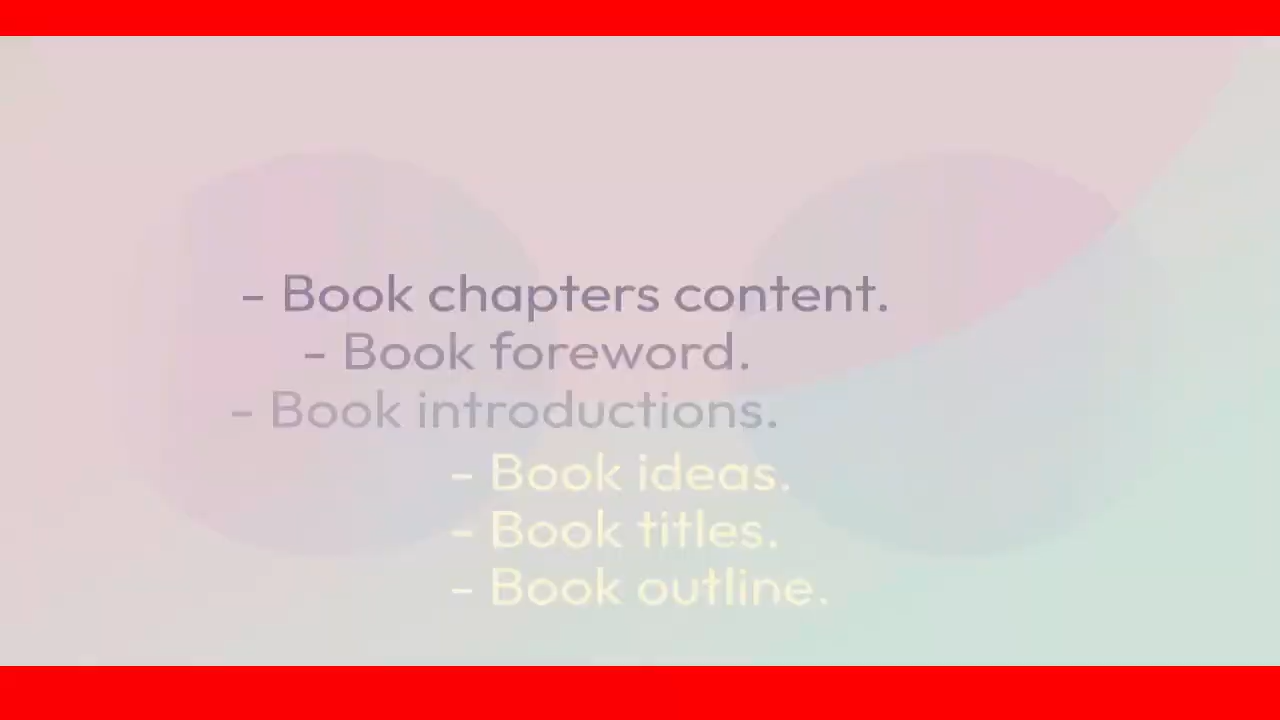 - Book chapters content.
- Book foreword.
- Book introductions.
- Book ideas.
- Book titles.
- Book outline.